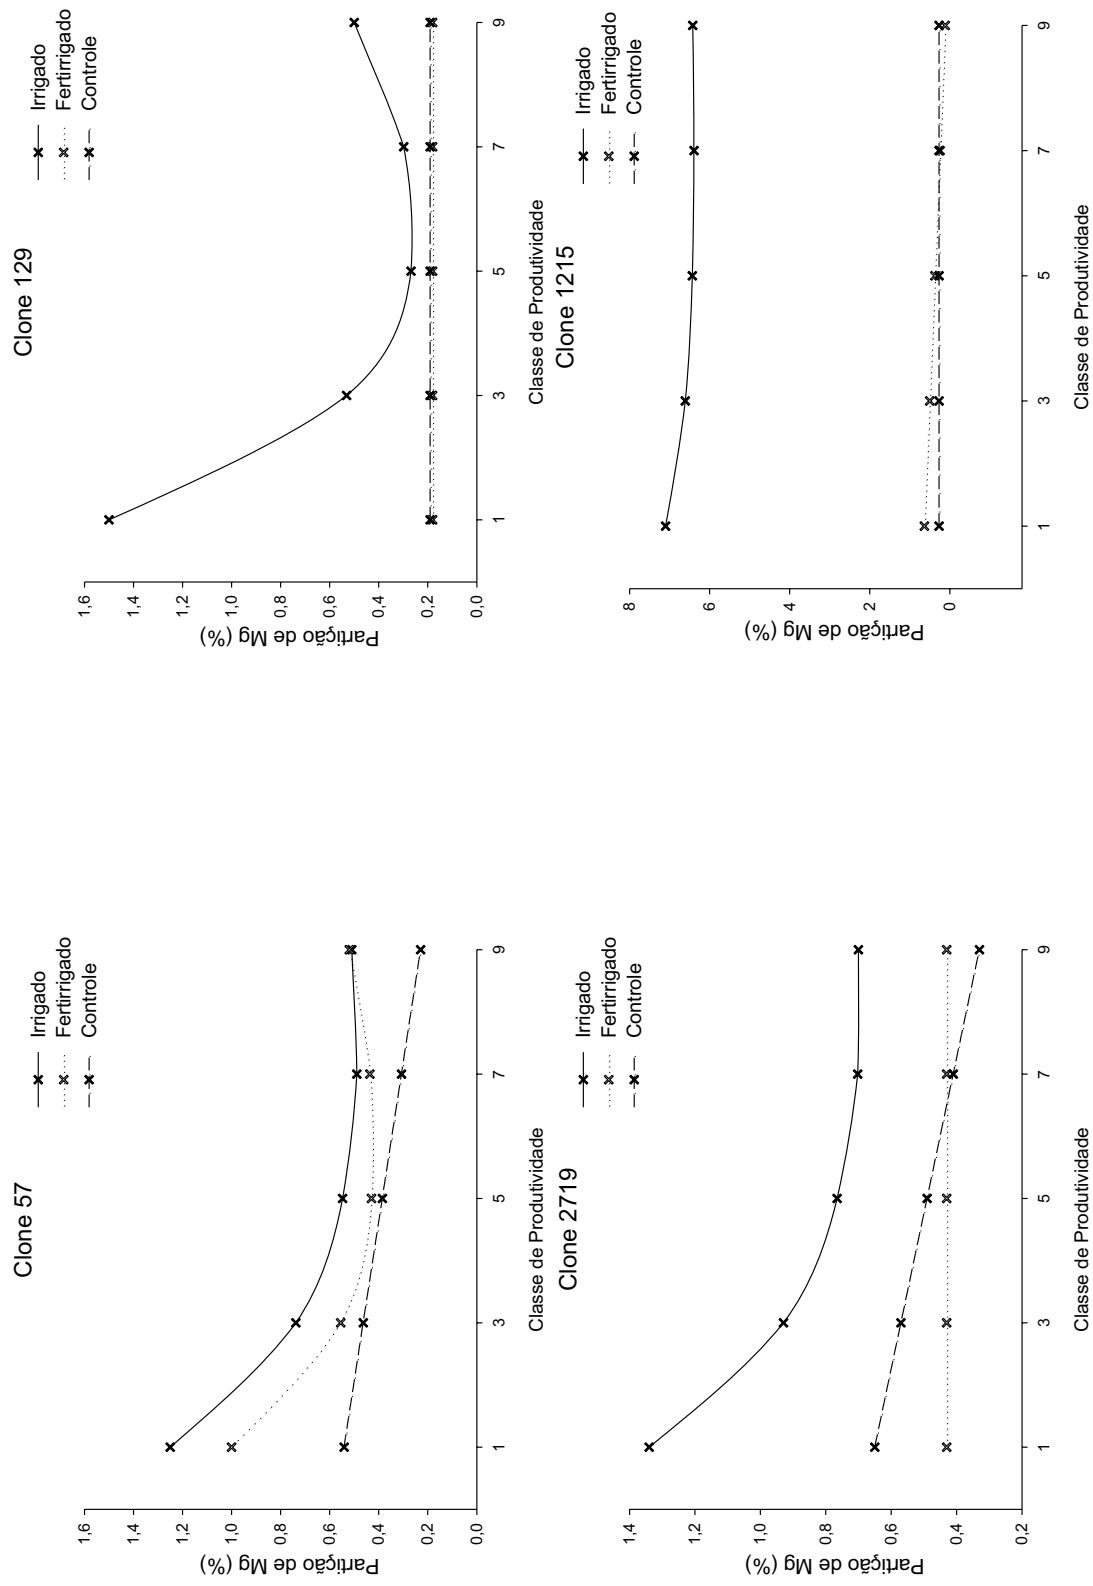 Clone 57
Irrigado
Fertirrigado
Controle
Partição de Mg (%)
1,6
1,4
1,2
1,0
0,8
0,6
0,4
0,2
0,0
1 3 5 7 9
Classe de Produtividade
Clone 129
Irrigado
Fertirrigado
Controle
Partição de Mg (%)
1,6
1,4
1,2
1,0
0,8
0,6
0,4
0,2
0,0
1 3 5 7 9
Classe de Produtividade
Clone 2719
Irrigado
Fertirrigado
Controle
Partição de Mg (%)
1,4
1,2
1,0
0,8
0,6
0,4
0,2
1 3 5 7 9
Classe de Produtividade
Clone 1215
Irrigado
Fertirrigado
Controle
Partição de Mg (%)
8
6
4
2
0
1 3 5 7 9
Classe de Produtividade